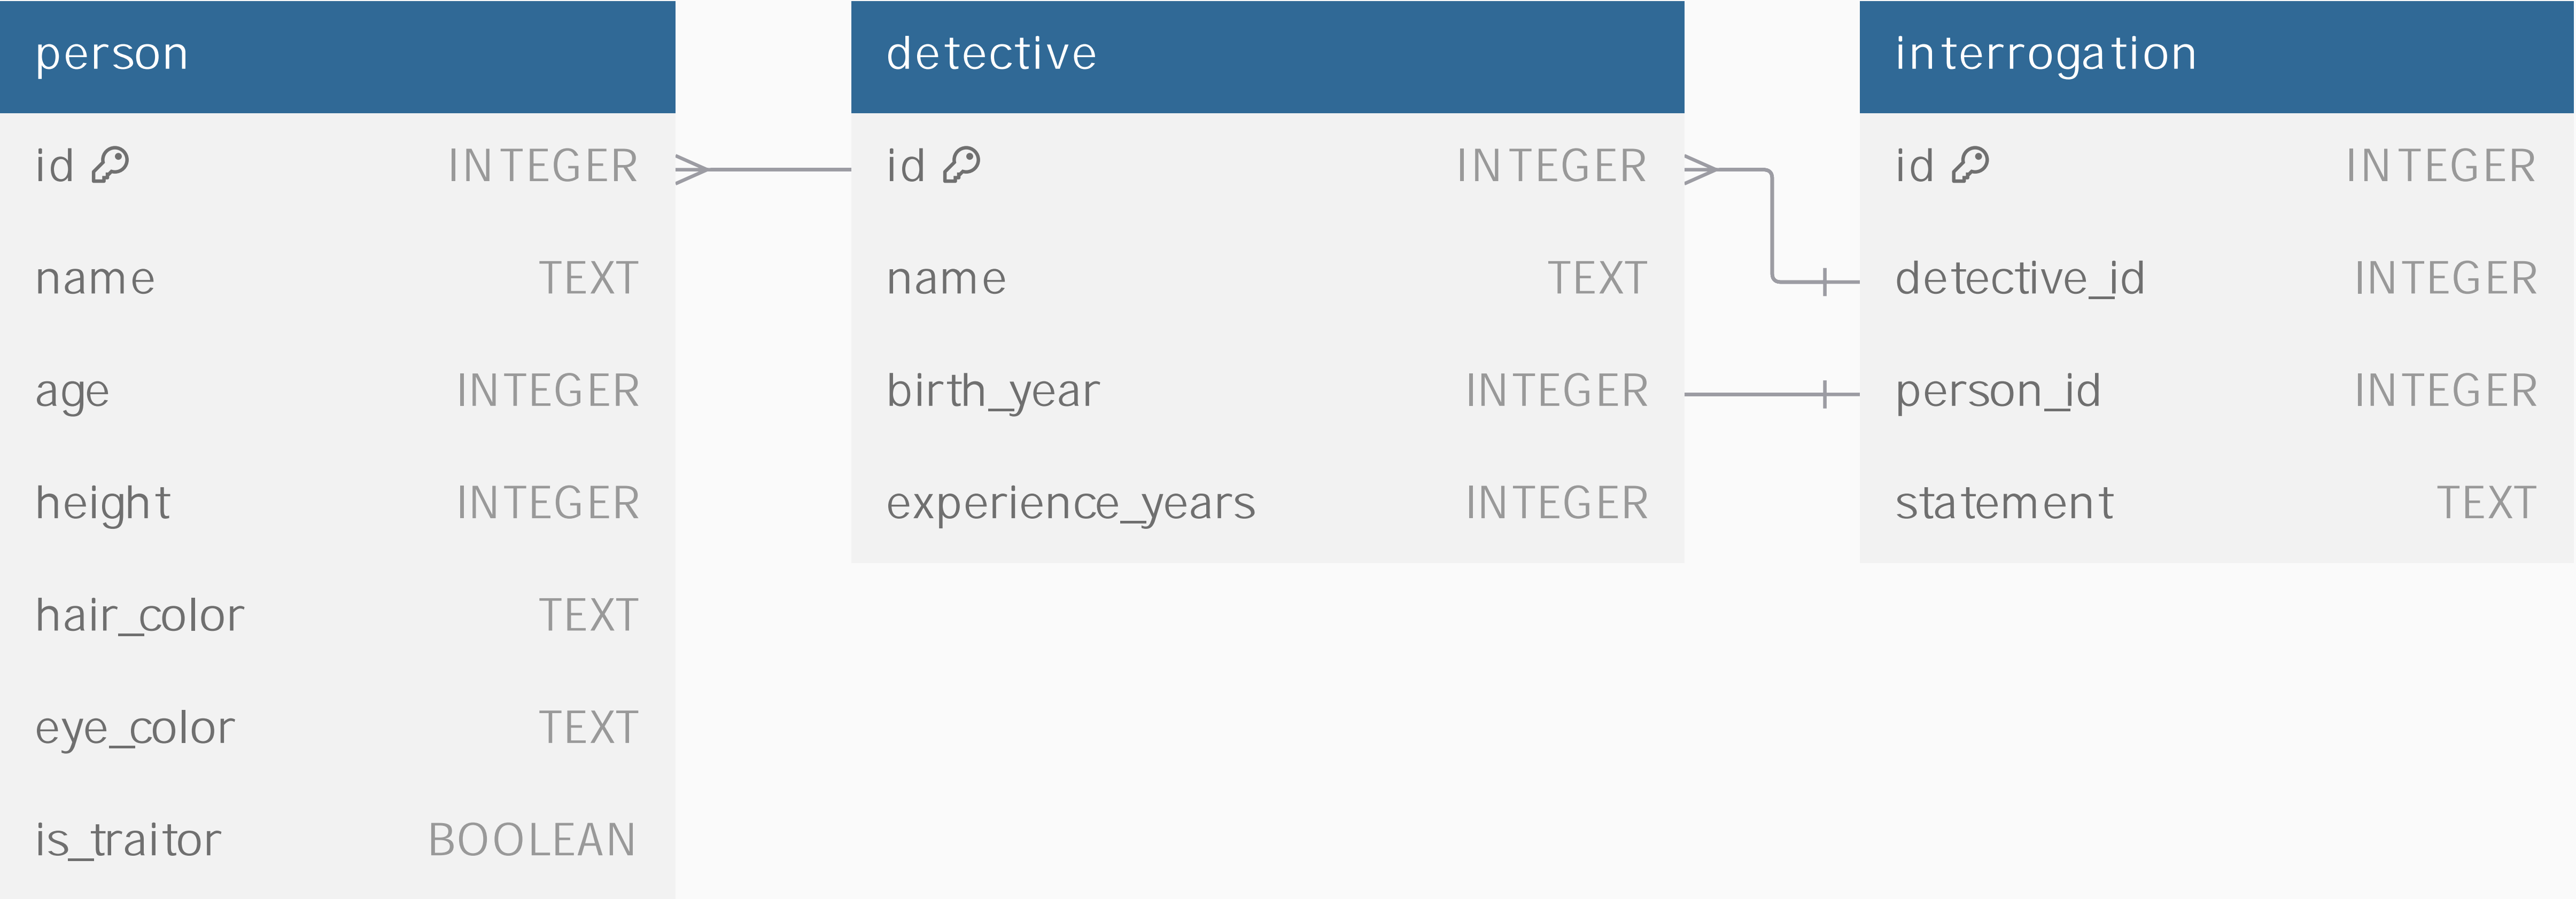 person
id INTEGER
name TEXT
age INTEGER
height INTEGER
hair_color TEXT
eye_color TEXT
is_traitor BOOLEAN
detective
id INTEGER
name TEXT
birth_year INTEGER
experience_years INTEGER
interrogation
id INTEGER
detective_id INTEGER
person_id INTEGER
statement TEXT